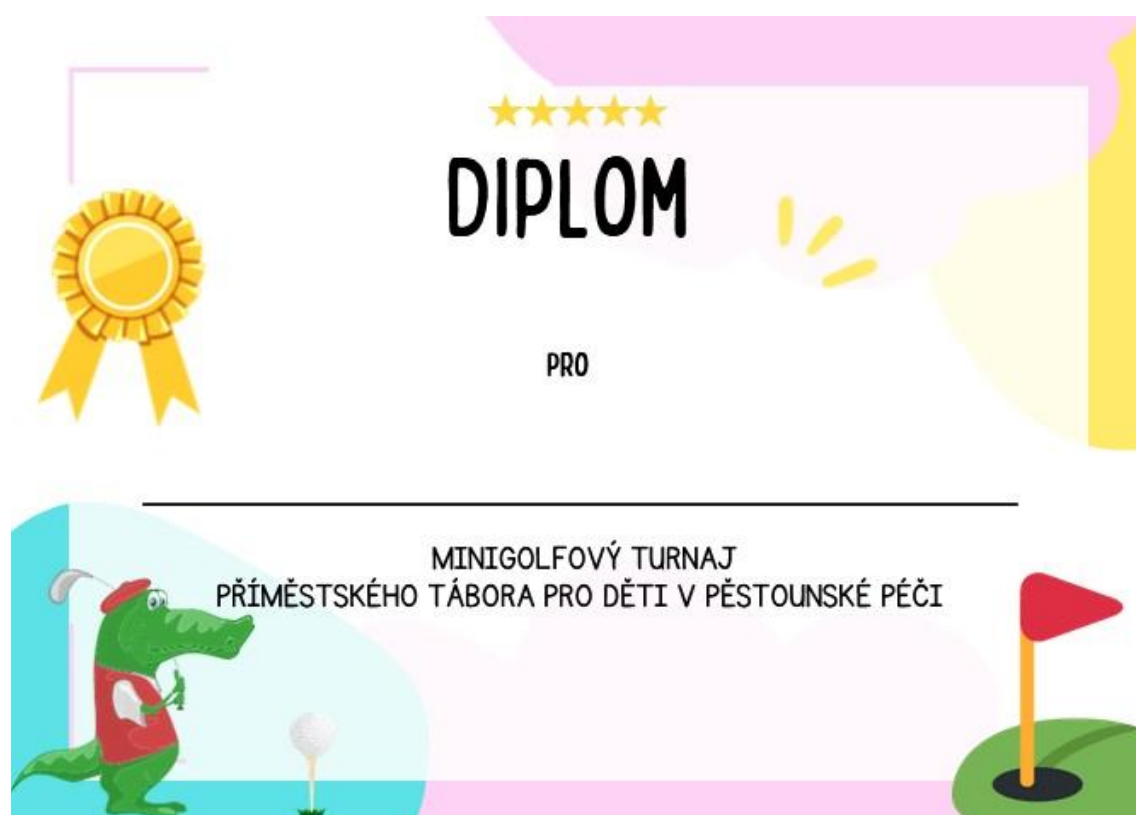 DIPLOM
PRO
MINIGOLFOVÝ TURNAJ
PŘÍMĚSTSKÉHO TÁBORA PRO DĚTI V PĚSTOUNSKÉ PÉČI